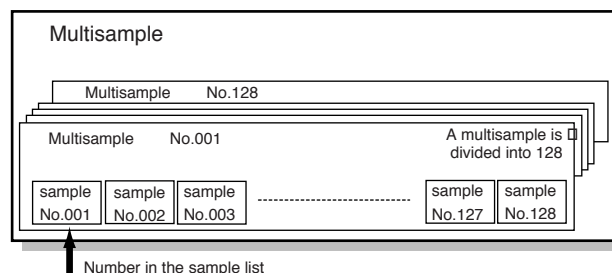 Multisample
Multisample No.128
Multisample No.001
A multisample is
divided into 128
sample No.001
sample No.002
sample No.003
sample No.127
sample No.128
Number in the sample list